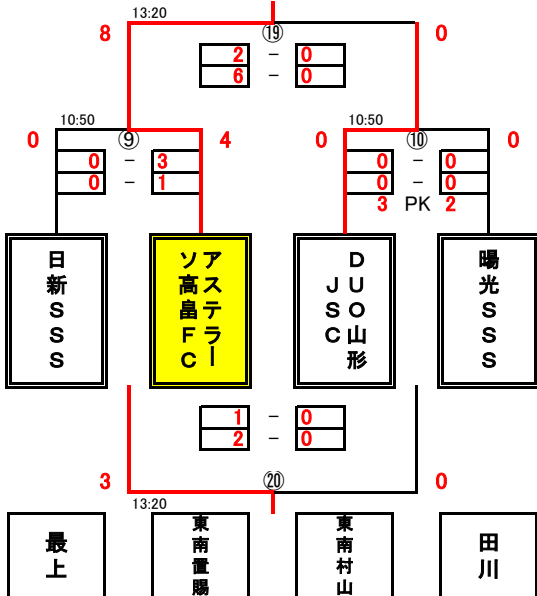 13:20
8 ⑲ 0
2 - 0
6 - 0
10:50 10:50
0 ⑨ 4 0 ⑩ 0
0 - 3 0 - 0
0 - 1 0 - 0
3 PK 2
日新SSS
アステラーソ高畠FC
DUO山形JSC
暘光SSS
1 - 0
2 - 0
3 ⑳ 0
13:20
最上
東南置賜
東南村山
田川